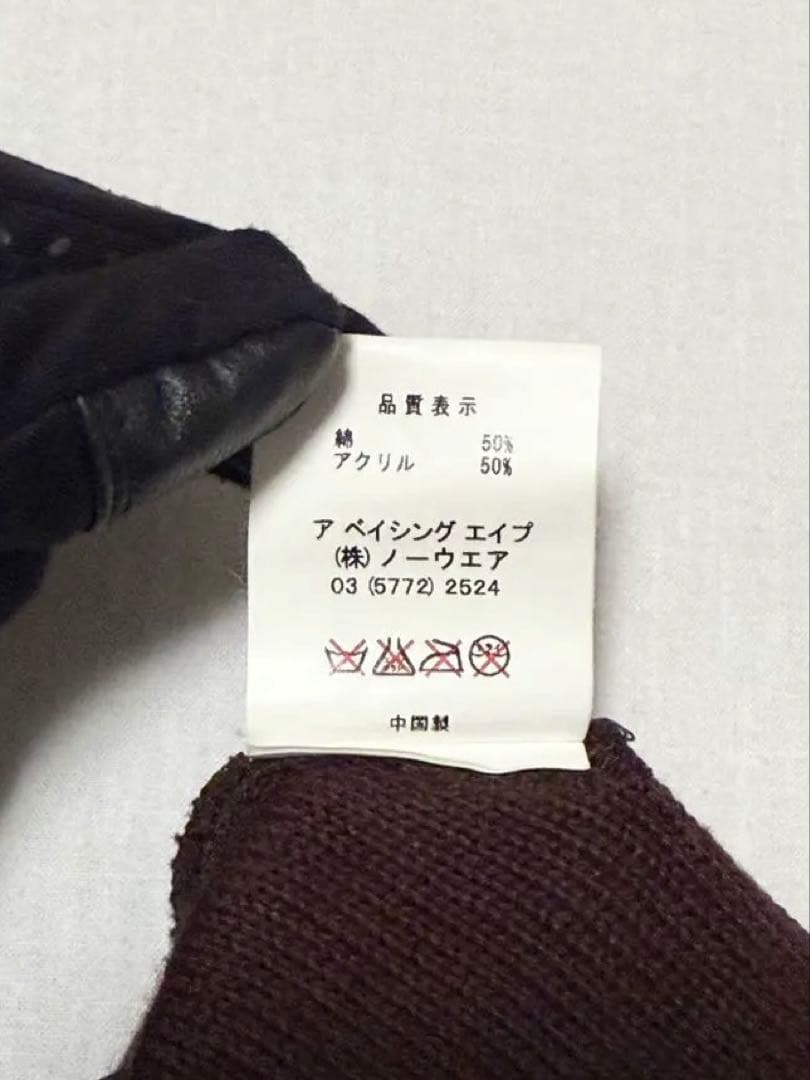 品質表示
綿 50%
アクリル 50%
ア ベイシング エイプ
(株) ノーウエア
03 (5772) 2524
中国製